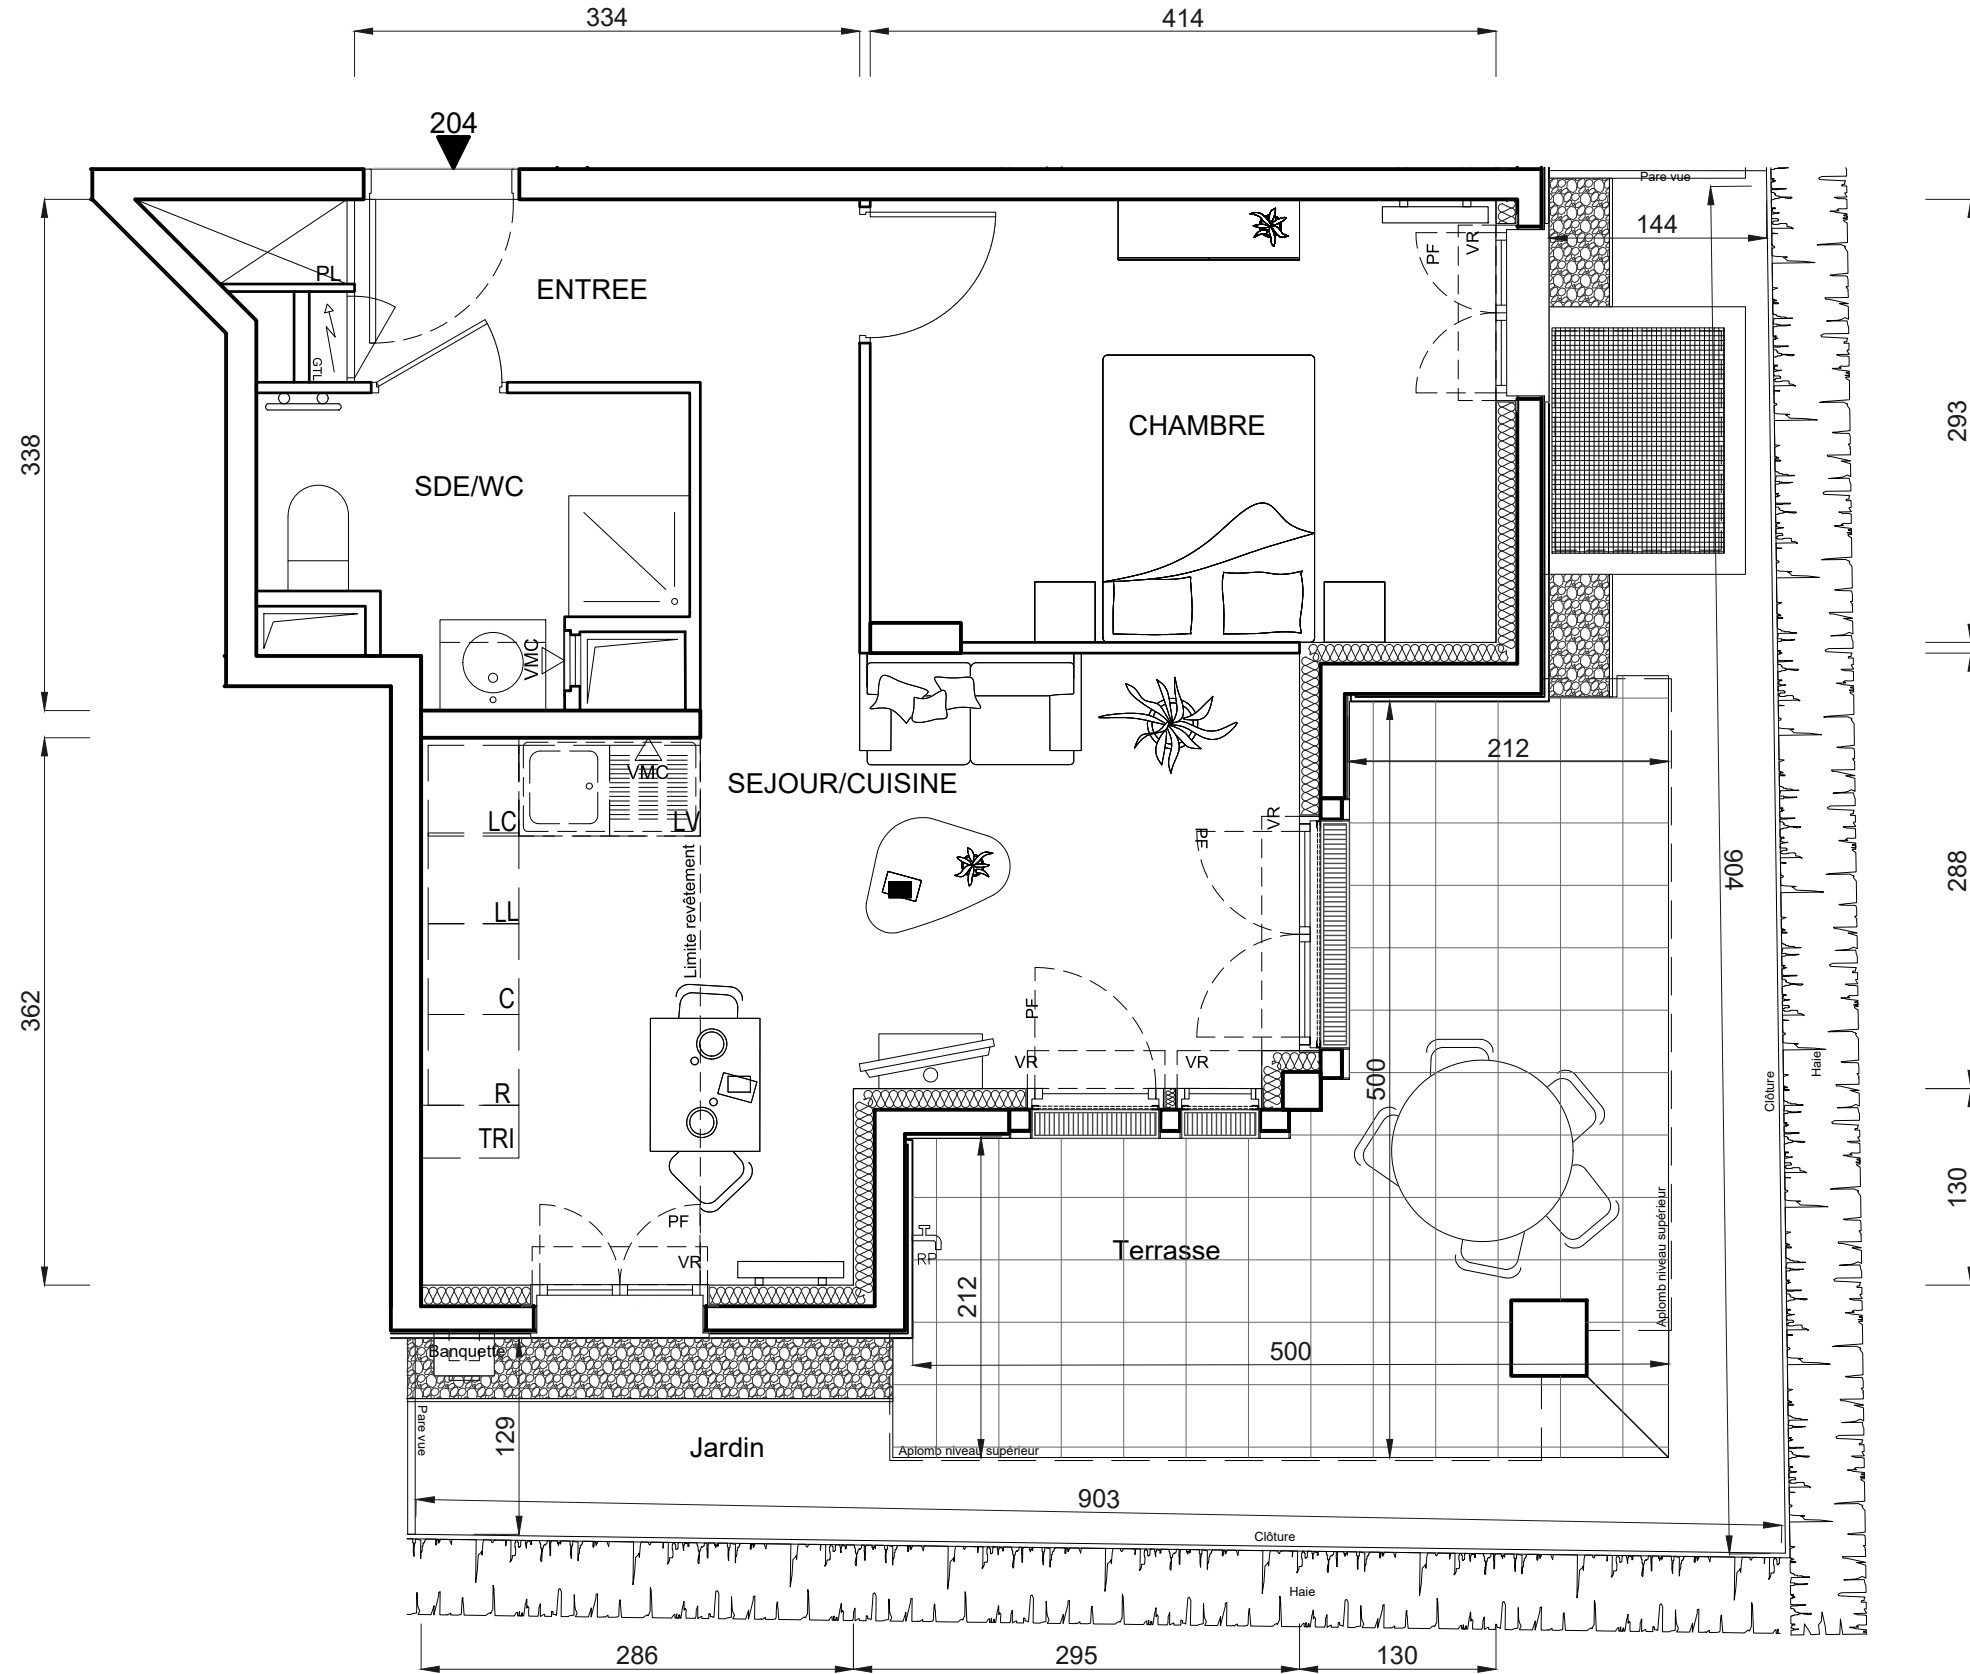 334
414
204
Pare vue
144
PL
ENTREE
PF
VR
GTL
CHAMBRE
293
338
SDE/WC
VMC
212
VMC
SEJOUR/CUISINE
LC
LV
VR
PF
Limite revêtement
904
288
LL
C
PF
362
VR
VR
500
Haie
Clôture
R
TRI
130
PF
VR
RP
Terrasse
Aplomb niveau supérieur
212
Banquette
500
Pare vue
129
Jardin
Aplomb niveau supérieur
903
Clôture
Haie
286
295
130